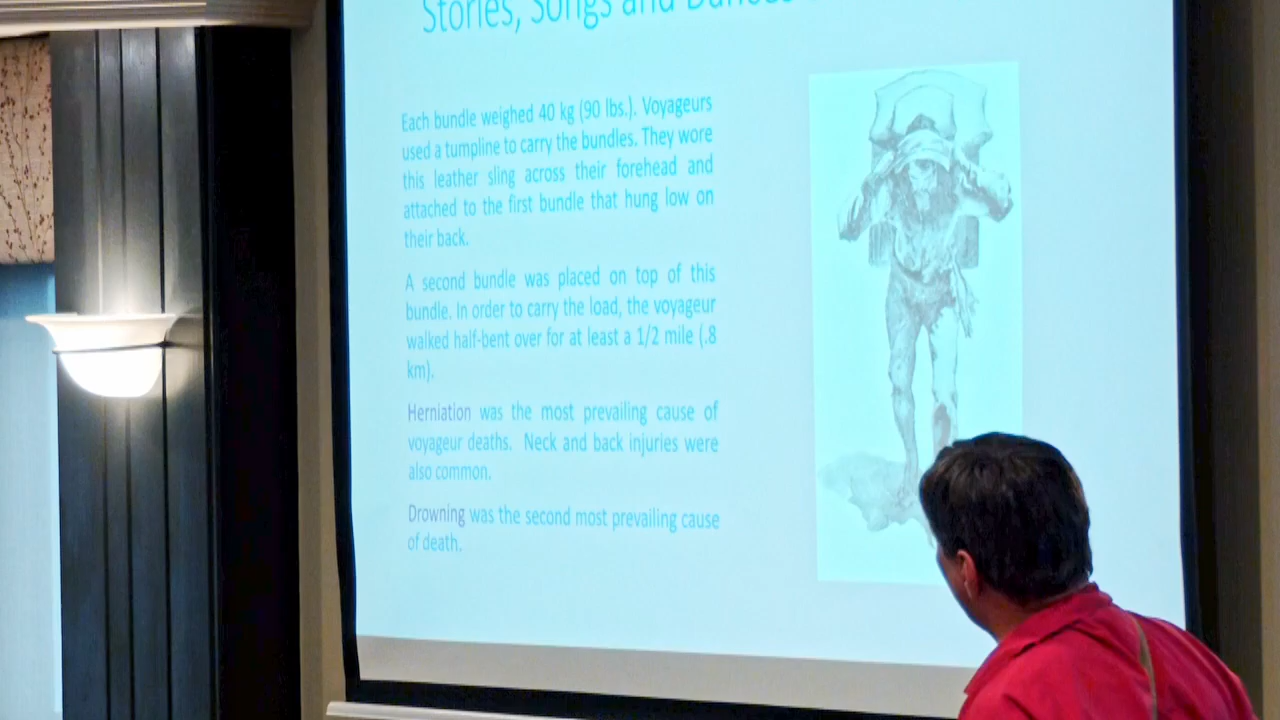 Stories, Songs and Dances
Each bundle weighed 40 kg (90 lbs.). Voyageurs
used a tumpline to carry the bundles. They wore
this leather sling across their forehead and
attached to the first bundle that hung low on
their back.
A second bundle was placed on top of this
bundle. In order to carry the load, the voyageur
walked half-bent over for at least a 1/2 mile (.8
km).
Herniation was the most prevailing cause of
voyageur deaths. Neck and back injuries were
also common.
Drowning was the second most prevailing cause
of death.